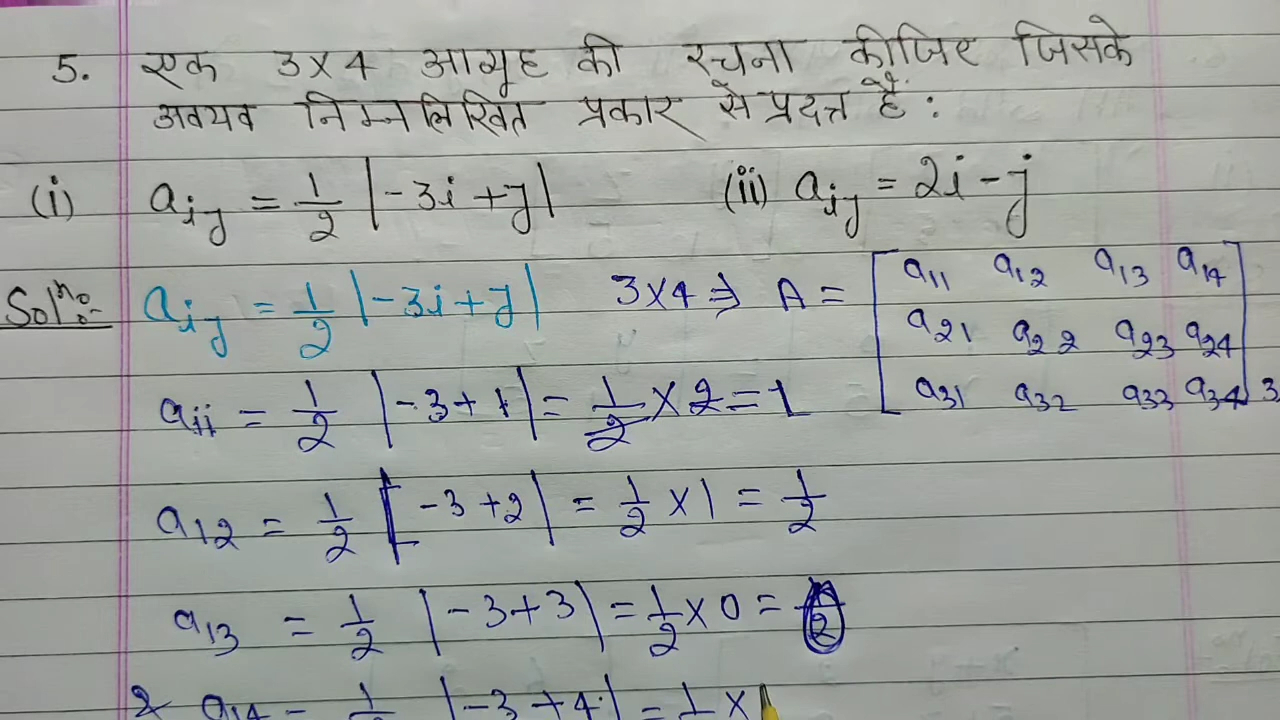 5. एक 3×4 आव्यूह की रचना कीजिए जिसके
अवयव निम्नलिखित प्रकार से प्रदत्त हैं :
(i) aᵢⱼ = 1/2 |-3i + j| (ii) aᵢⱼ = 2i - j
Solⁿ:- aᵢⱼ = 1/2 |-3i + j| 3×4 ⇒ A = [a₁₁ a₁₂ a₁₃ a₁₄
a₂₁ a₂₂ a₂₃ a₂₄
a₃₁ a₃₂ a₃₃ a₃₄] 3
a₁₁ = 1/2 |-3+1| = 1/2 × 2 = 1
a₁₂ = 1/2 |-3+2| = 1/2 × 1 = 1/2
a₁₃ = 1/2 |-3+3| = 1/2 × 0 =
a₁₄ = 1/2 |-3+4| = 1/2 ×